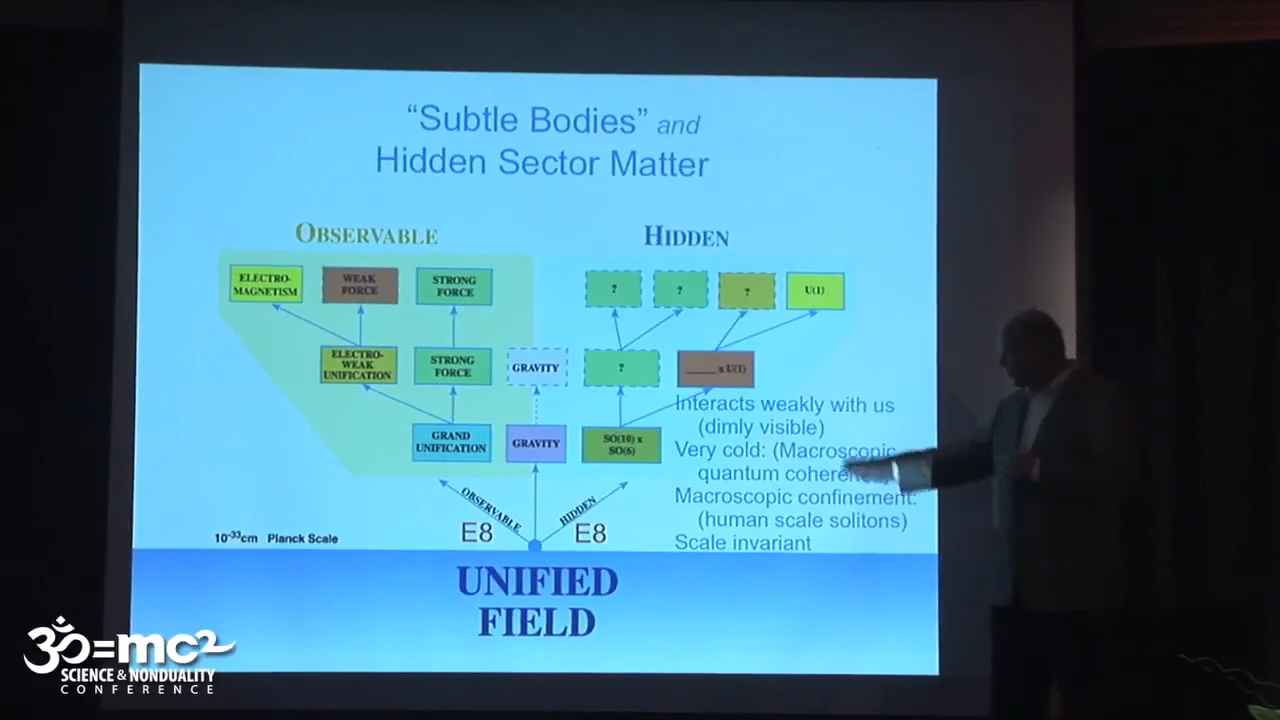 “Subtle Bodies” and
Hidden Sector Matter
OBSERVABLE
HIDDEN
ELECTRO-
MAGNETISM
WEAK
FORCE
STRONG
FORCE
?
?
?
U(1)
ELECTRO-
WEAK
UNIFICATION
STRONG
FORCE
GRAVITY
?
_____ x U(1)
Interacts weakly with us
(dimly visible)
GRAND
UNIFICATION
GRAVITY
SO(10) x
SO(6)
Very cold: (Macroscopic
quantum
Macroscopic confinement:
(human scale solitons)
Scale invariant
OBSERVABLE
HIDDEN
E8
E8
10⁻³³cm Planck Scale
UNIFIED
FIELD
ॐ=mc²
SCIENCE & NONDUALITY
CONFERENCE